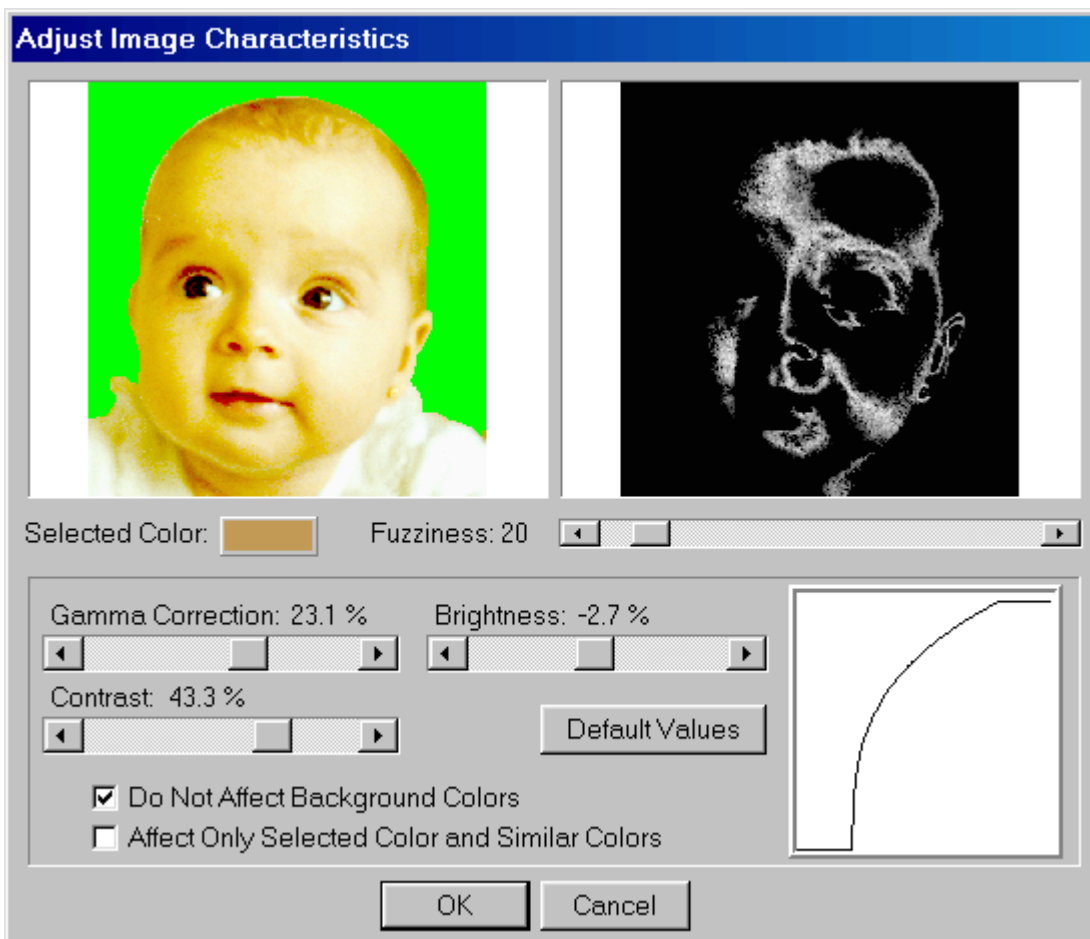 Adjust Image Characteristics
Selected Color:
Fuzziness: 20
Gamma Correction: 23.1 %
Brightness: -2.7 %
Contrast: 43.3 %
Default Values
Do Not Affect Background Colors
Affect Only Selected Color and Similar Colors
OK
Cancel